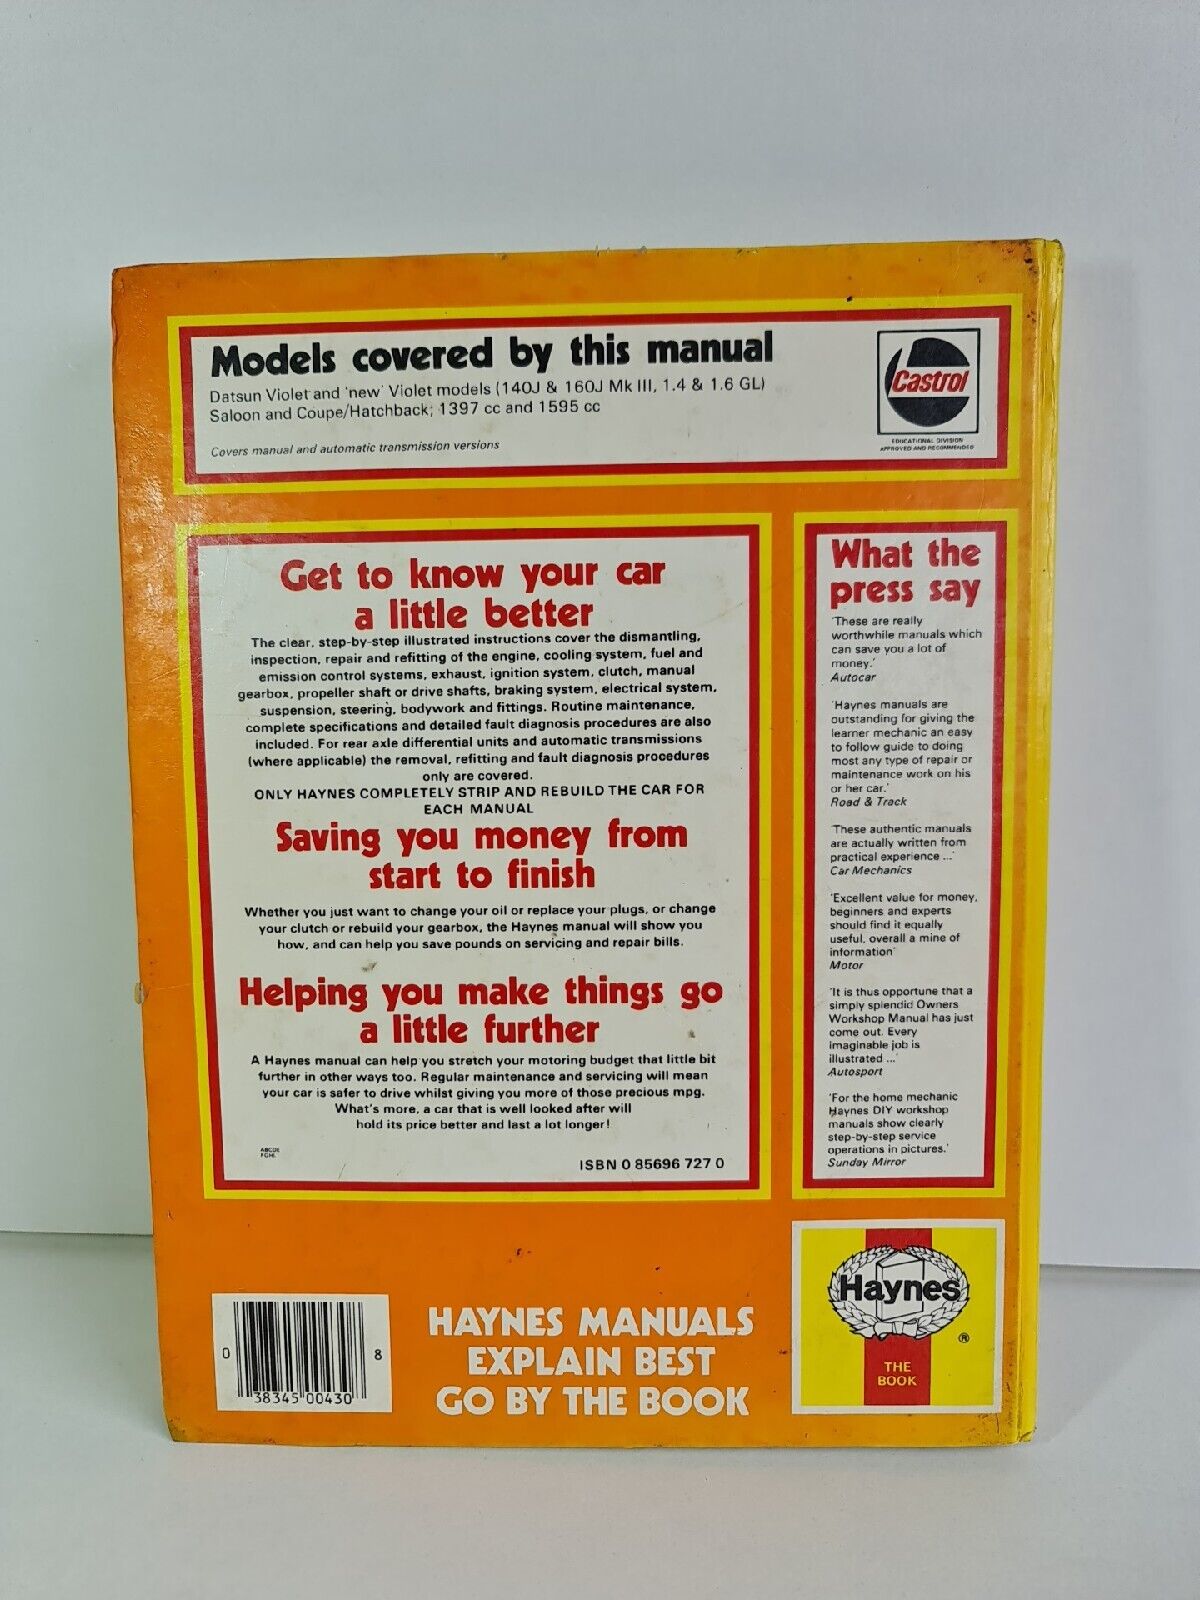 Models covered by this manual
Datsun Violet and 'new' Violet models (140J & 160J Mk III, 1.4 & 1.6 GL)
Saloon and Coupe/Hatchback; 1397 cc and 1595 cc
Covers manual and automatic transmission versions
Castrol
EDUCATIONAL DIVISION
APPROVED AND RECOMMENDED
Get to know your car
a little better
The clear, step-by-step illustrated instructions cover the dismantling,
inspection, repair and refitting of the engine, cooling system, fuel and
emission control systems, exhaust, ignition system, clutch, manual
gearbox, propeller shaft or drive shafts, braking system, electrical system,
suspension, steering, bodywork and fittings. Routine maintenance,
complete specifications and detailed fault diagnosis procedures are also
included. For rear axle differential units and automatic transmissions
(where applicable) the removal, refitting and fault diagnosis procedures
only are covered.
ONLY HAYNES COMPLETELY STRIP AND REBUILD THE CAR FOR
EACH MANUAL
Saving you money from
start to finish
Whether you just want to change your oil or replace your plugs, or change
your clutch or rebuild your gearbox, the Haynes manual will show you
how, and can help you save pounds on servicing and repair bills.
Helping you make things go
a little further
A Haynes manual can help you stretch your motoring budget that little bit
further in other ways too. Regular maintenance and servicing will mean
your car is safer to drive whilst giving you more of those precious mpg.
What's more, a car that is well looked after will
hold its price better and last a lot longer!
ABCDE
FGHI
ISBN 0 85696 727 0
What the
press say
'These are really
worthwhile manuals which
can save you a lot of
money.'
Autocar
'Haynes manuals are
outstanding for giving the
learner mechanic an easy
to follow guide to doing
most any type of repair or
maintenance work on his
or her car.'
Road & Track
'These authentic manuals
are actually written from
practical experience ...'
Car Mechanics
'Excellent value for money,
beginners and experts
should find it equally
useful, overall a mine of
information'
Motor
'It is thus opportune that a
simply splendid Owners
Workshop Manual has just
come out. Every
imaginable job is
illustrated ...'
Autosport
'For the home mechanic
Haynes DIY workshop
manuals show clearly
step-by-step service
operations in pictures.'
Sunday Mirror
0 38345 00430 8
HAYNES MANUALS
EXPLAIN BEST
GO BY THE BOOK
Haynes
®
THE
BOOK